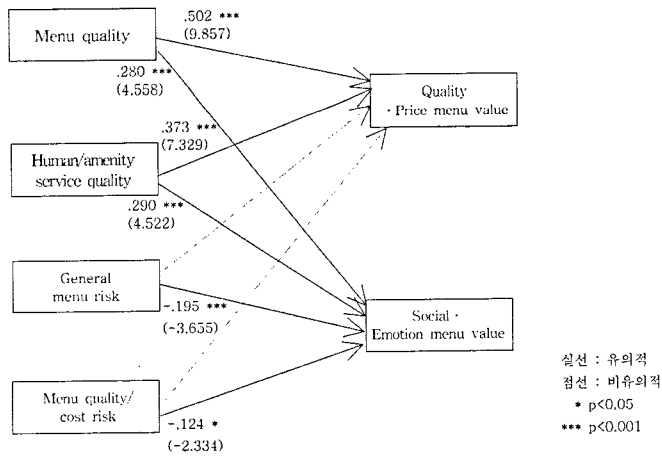 .502 ***
(9.857)
Menu quality
.280 ***
(4.558)
Quality
· Price menu value
.373 ***
(7.329)
Human/amenity
service quality
.290 ***
(4.522)
General
menu risk
-.195 ***
(-3.655)
Social ·
Emotion menu value
Menu quality/
cost risk
-.124 *
(-2.334)
실선 : 유의적
점선 : 비유의적
* p<0.05
*** p<0.001